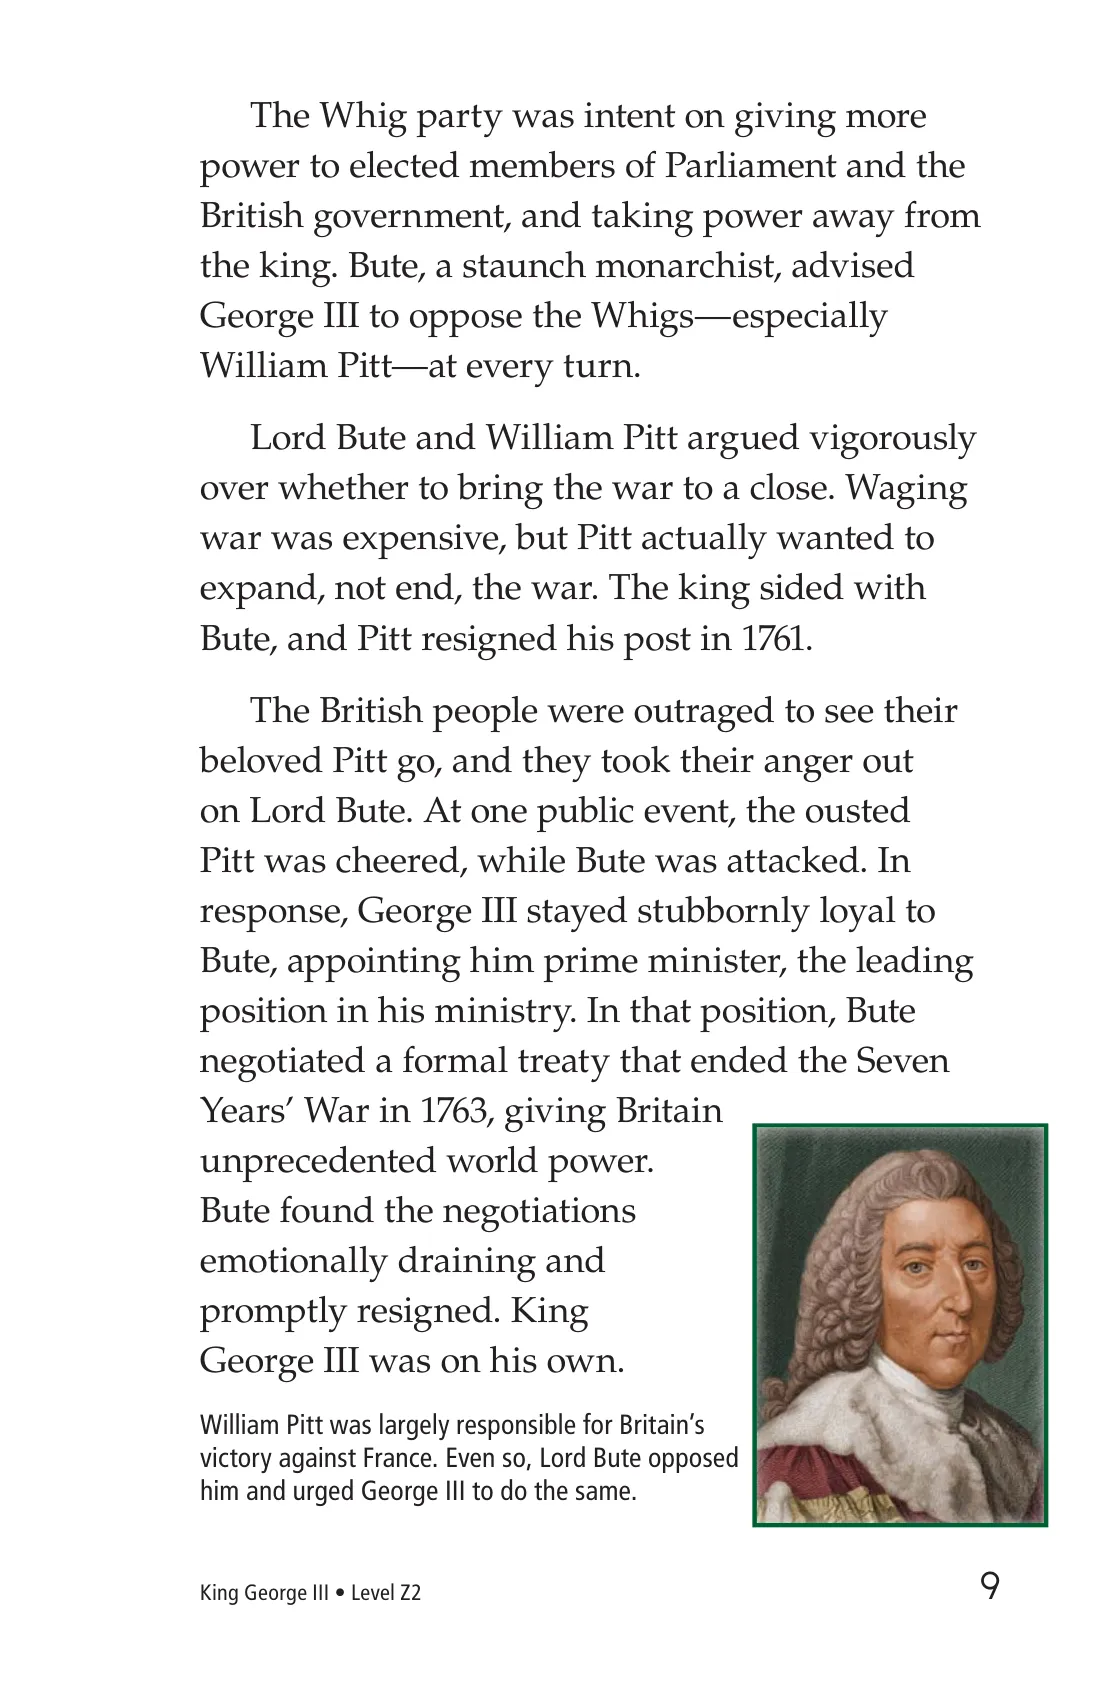 The Whig party was intent on giving more
power to elected members of Parliament and the
British government, and taking power away from
the king. Bute, a staunch monarchist, advised
George III to oppose the Whigs—especially
William Pitt—at every turn.
Lord Bute and William Pitt argued vigorously
over whether to bring the war to a close. Waging
war was expensive, but Pitt actually wanted to
expand, not end, the war. The king sided with
Bute, and Pitt resigned his post in 1761.
The British people were outraged to see their
beloved Pitt go, and they took their anger out
on Lord Bute. At one public event, the ousted
Pitt was cheered, while Bute was attacked. In
response, George III stayed stubbornly loyal to
Bute, appointing him prime minister, the leading
position in his ministry. In that position, Bute
negotiated a formal treaty that ended the Seven
Years’ War in 1763, giving Britain
unprecedented world power.
Bute found the negotiations
emotionally draining and
promptly resigned. King
George III was on his own.
William Pitt was largely responsible for Britain’s
victory against France. Even so, Lord Bute opposed
him and urged George III to do the same.
King George III • Level Z2
9